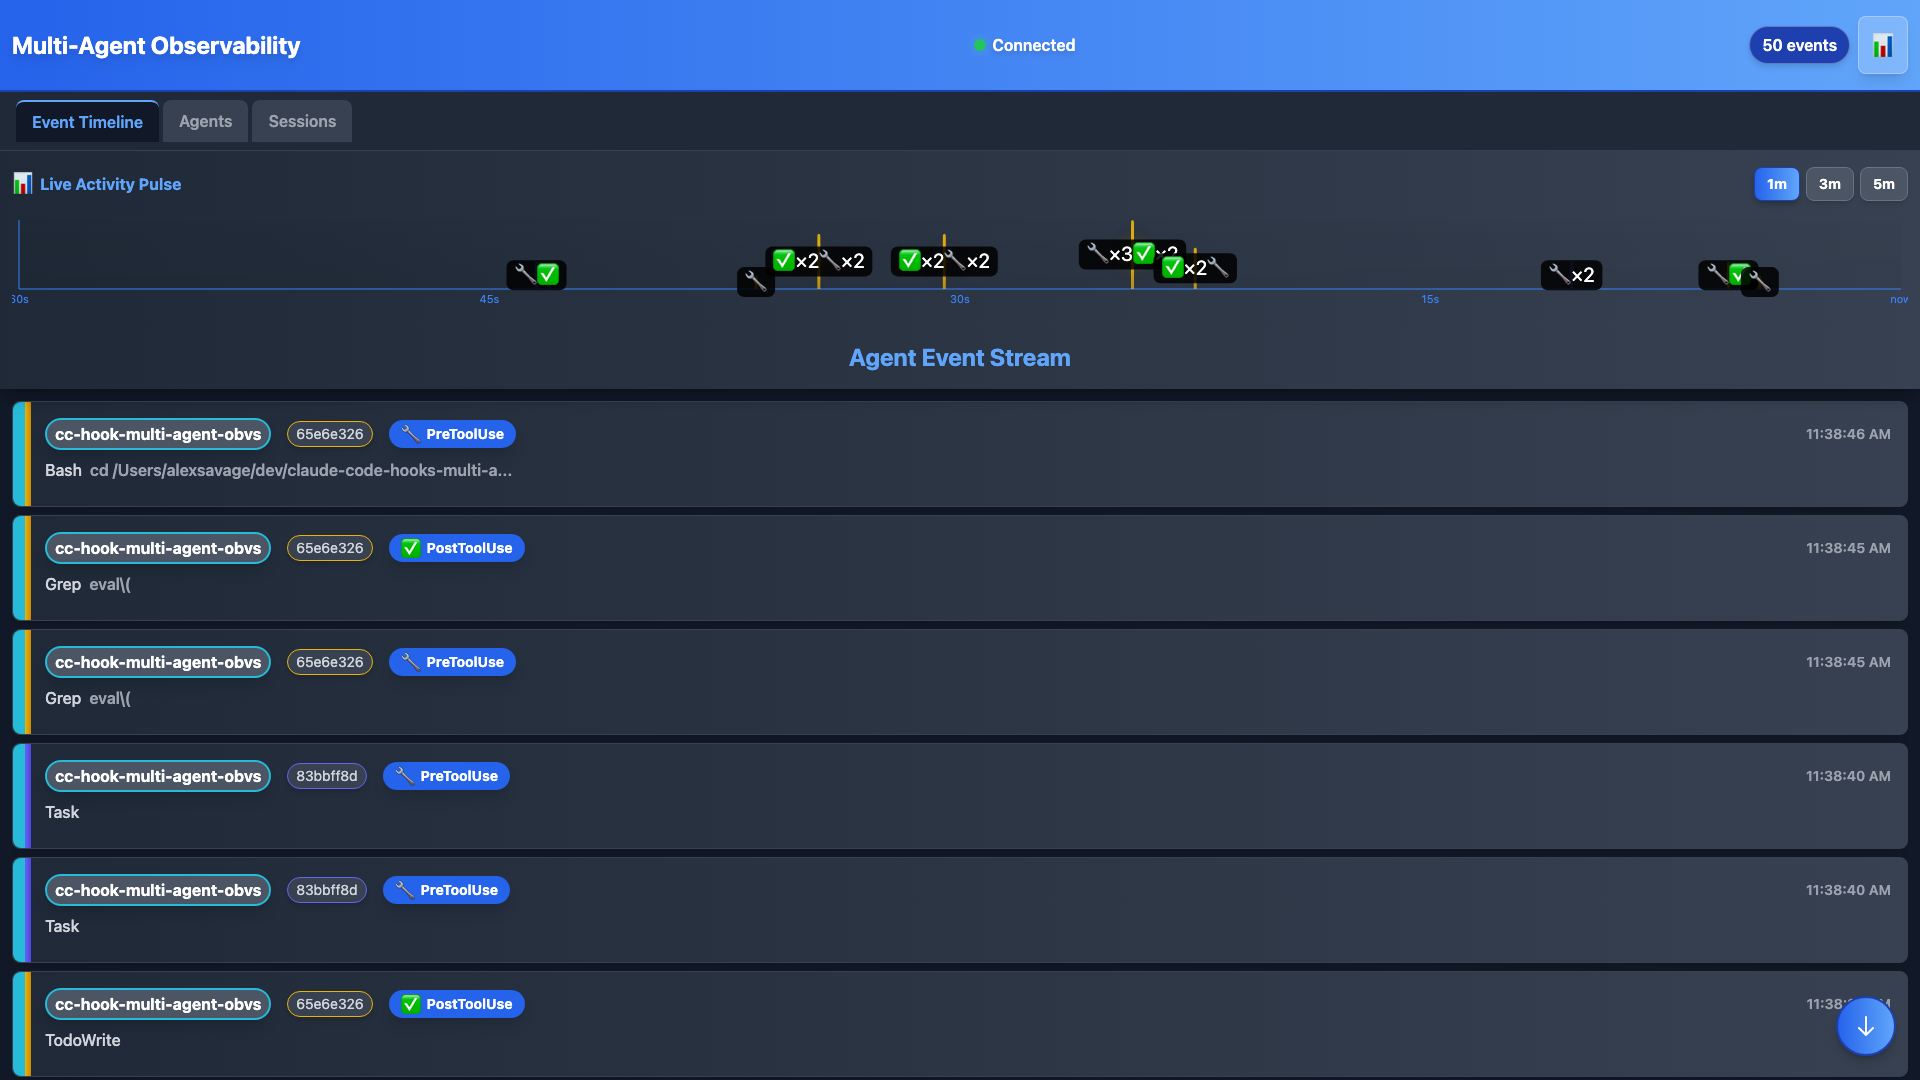 Multi-Agent Observability
Connected
50 events
Event Timeline
Agents
Sessions
Live Activity Pulse
1m
3m
5m
×2 ×2
×2 ×2
×3 ×2
×2
×2
60s
45s
30s
15s
now
Agent Event Stream
cc-hook-multi-agent-obvs 65e6e326 PreToolUse 11:38:46 AM
Bash cd /Users/alexsavage/dev/claude-code-hooks-multi-a...
cc-hook-multi-agent-obvs 65e6e326 PostToolUse 11:38:45 AM
Grep eval\(
cc-hook-multi-agent-obvs 65e6e326 PreToolUse 11:38:45 AM
Grep eval\(
cc-hook-multi-agent-obvs 83bbff8d PreToolUse 11:38:40 AM
Task
cc-hook-multi-agent-obvs 83bbff8d PreToolUse 11:38:40 AM
Task
cc-hook-multi-agent-obvs 65e6e326 PostToolUse
TodoWrite